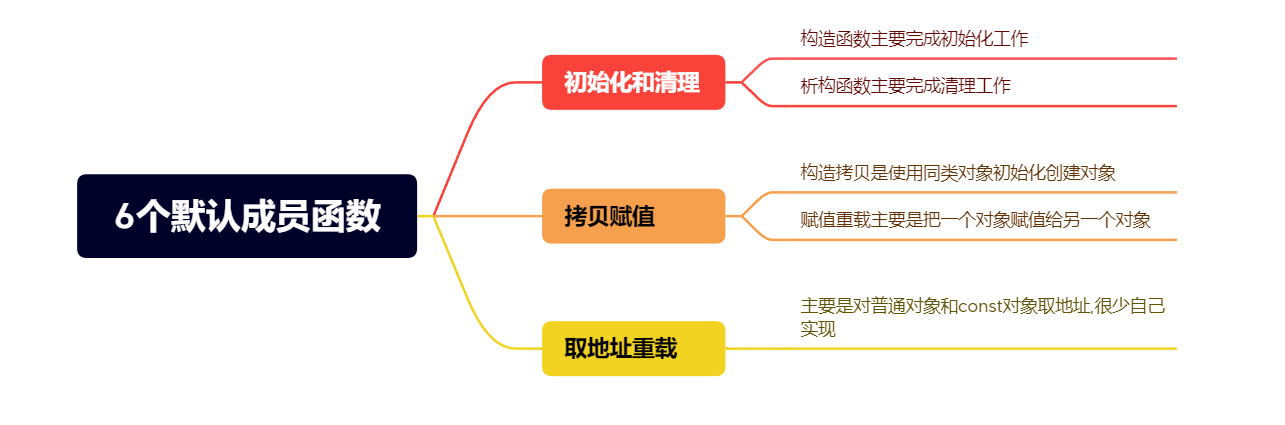 构造函数主要完成初始化工作
初始化和清理
析构函数主要完成清理工作
构造拷贝是使用同类对象初始化创建对象
6个默认成员函数
拷贝赋值
赋值重载主要是把一个对象赋值给另一个对象
主要是对普通对象和const对象取地址,很少自己
实现
取地址重载